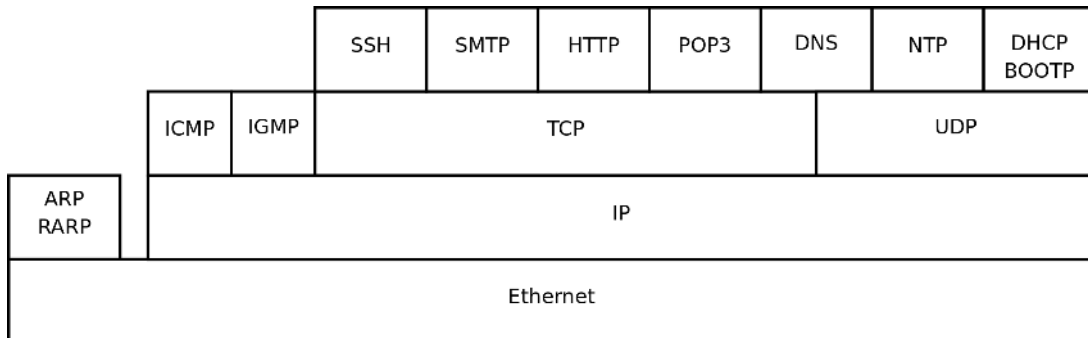 SSH SMTP HTTP POP3 DNS NTP DHCP
BOOTP
ICMP IGMP TCP UDP
ARP
RARP
IP
Ethernet